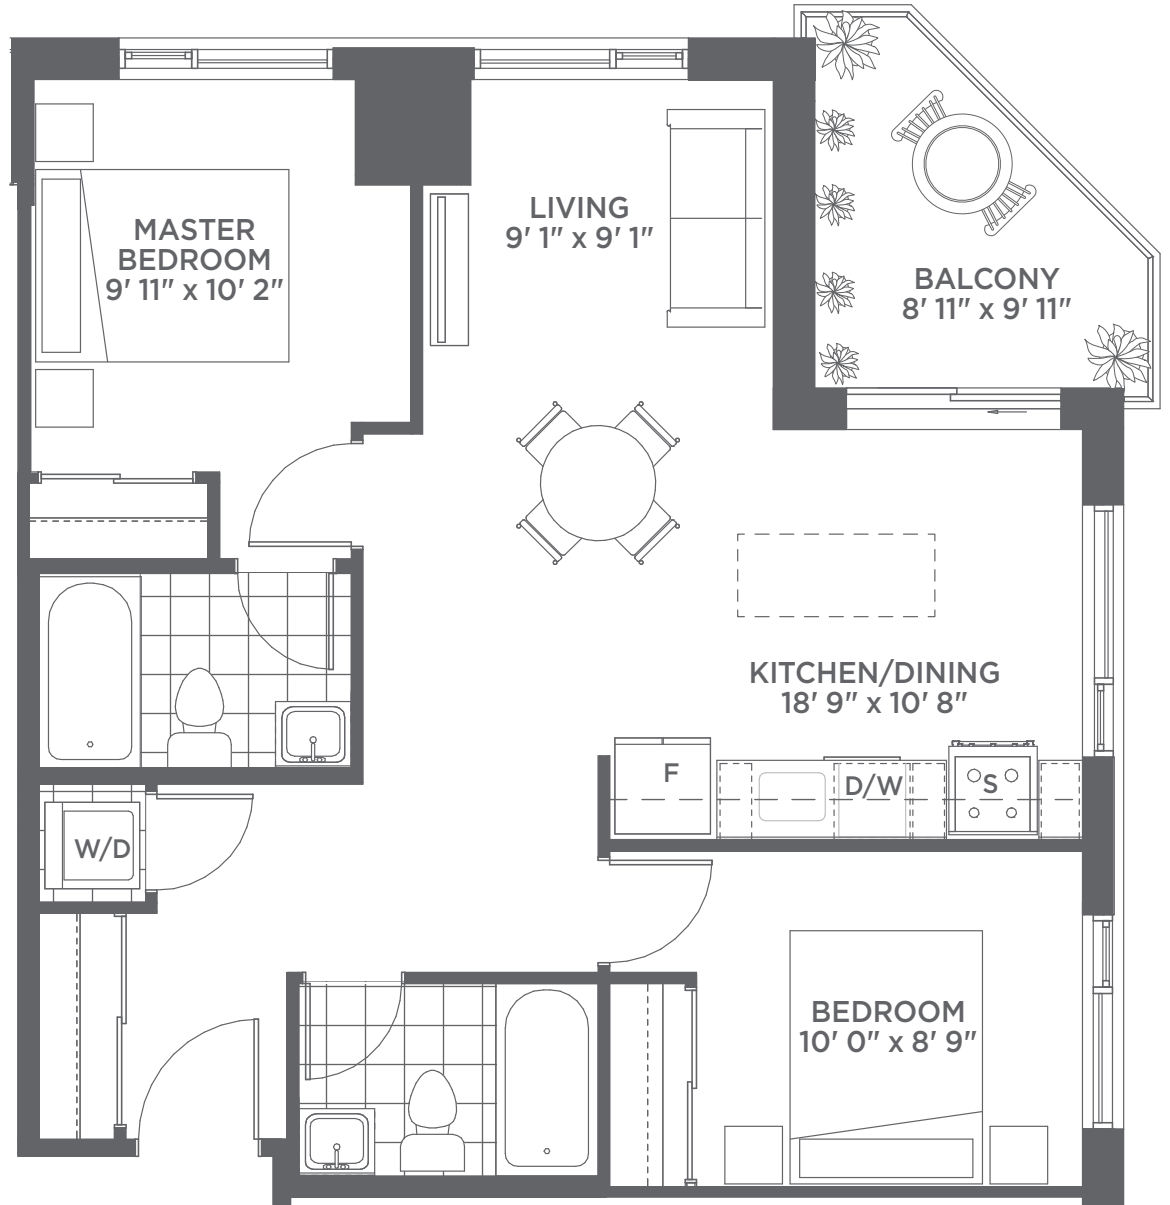 MASTER
BEDROOM
9' 11" x 10' 2"
LIVING
9' 1" x 9' 1"
BALCONY
8' 11" x 9' 11"
KITCHEN/DINING
18' 9" x 10' 8"
F
D/W
S
W/D
BEDROOM
10' 0" x 8' 9"